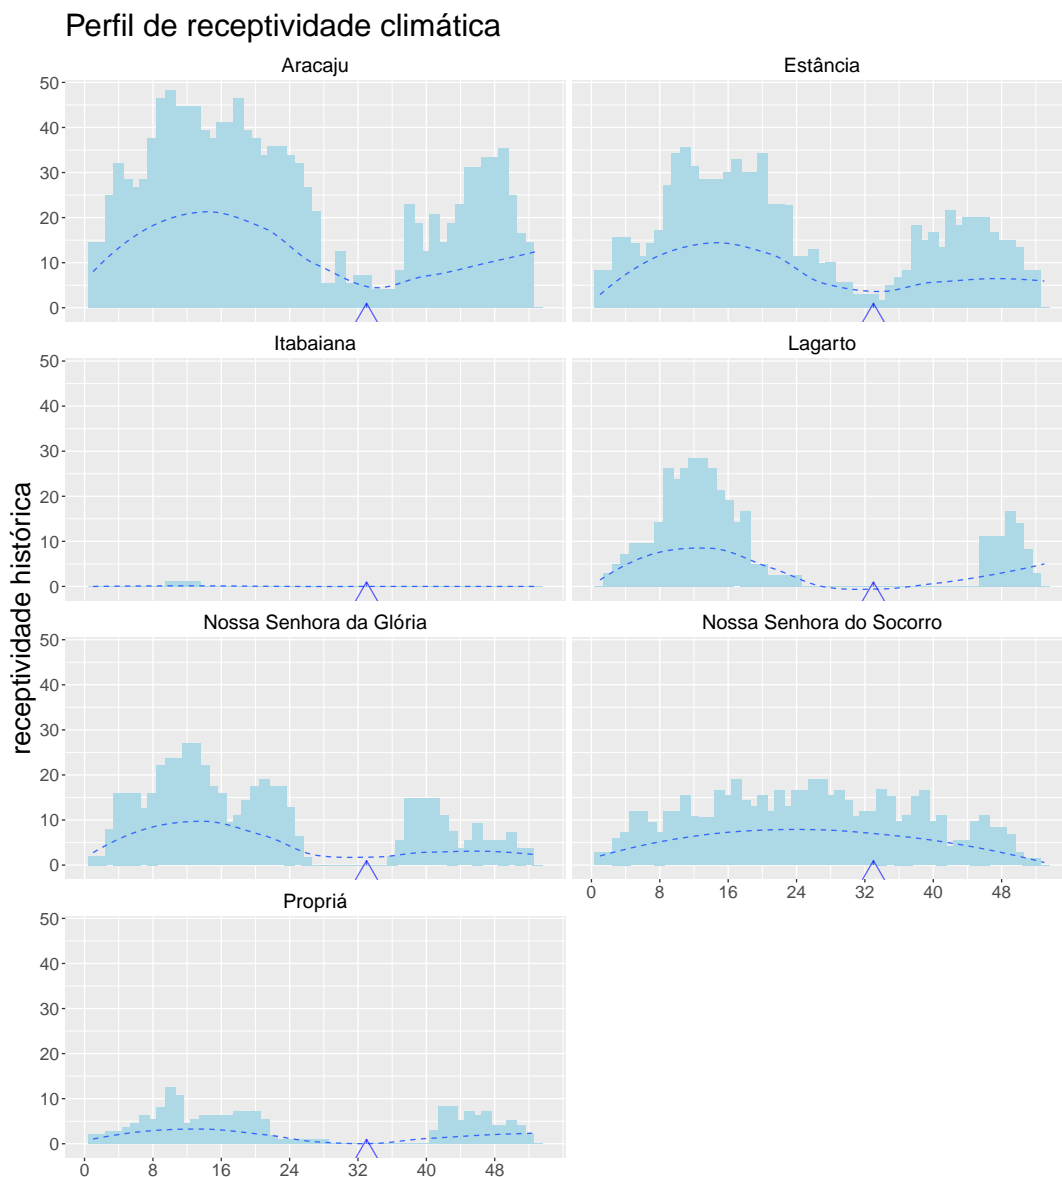 Perfil de receptividade climática
Aracaju
Estância
50
40
30
20
10
0
Itabaiana
Lagarto
50
40
30
20
10
0
receptividade histórica
Nossa Senhora da Glória
Nossa Senhora do Socorro
50
40
30
20
10
0
0 8 16 24 32 40 48
Propriá
50
40
30
20
10
0
0 8 16 24 32 40 48